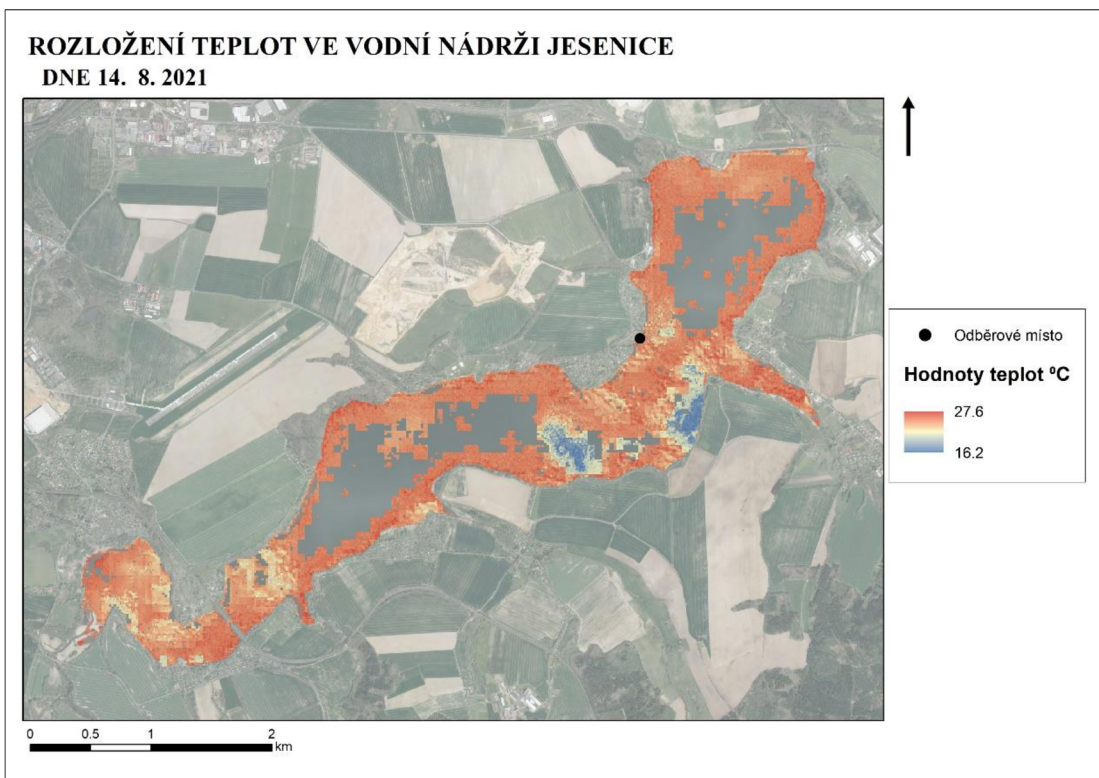 ROZLOŽENÍ TEPLOT VE VODNÍ NÁDRŽI JESENICE
DNE 14. 8. 2021
Odběrové místo
Hodnoty teplot ºC
27.6
16.2
0 0.5 1 2
km